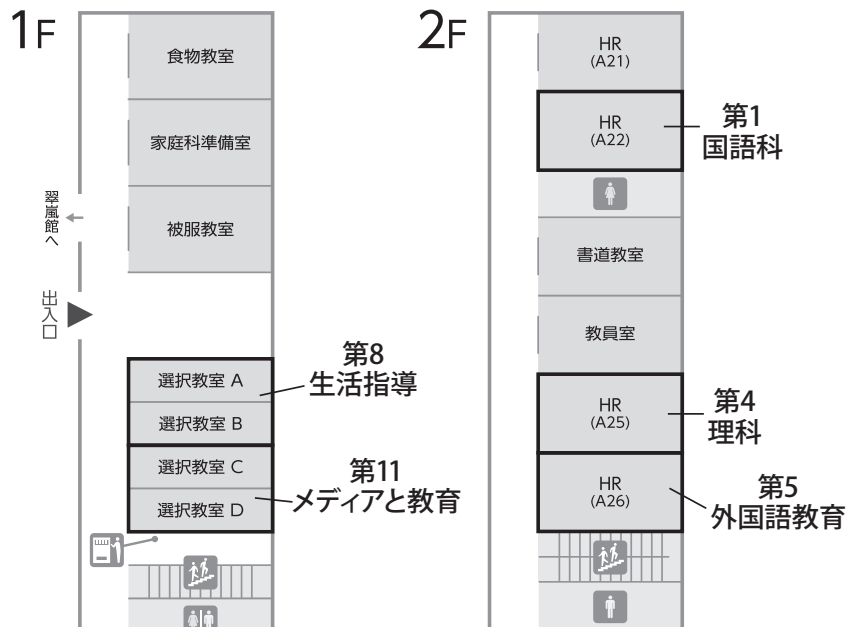 1F
食物教室
家庭科準備室
被服教室
翠嵐館へ
出入口
選択教室 A
選択教室 B
選択教室 C
選択教室 D
第8
生活指導
第11
メディアと教育
2F
HR
(A21)
HR
(A22)
第1
国語科
書道教室
教員室
HR
(A25)
第4
理科
HR
(A26)
第5
外国語教育